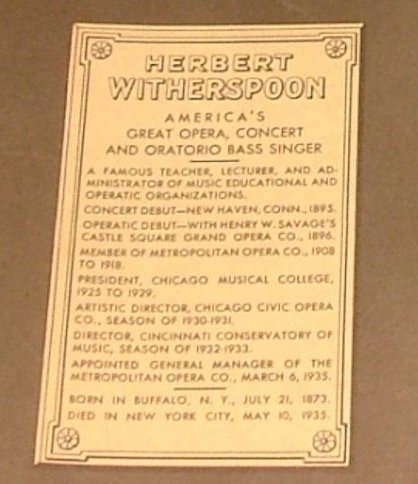 HERBERT
WITHERSPOON
AMERICA'S
GREAT OPERA, CONCERT
AND ORATORIO BASS SINGER
A FAMOUS TEACHER, LECTURER, AND AD-
MINISTRATOR OF MUSIC EDUCATIONAL AND
OPERATIC ORGANIZATIONS.
CONCERT DEBUT—NEW HAVEN, CONN., 1895.
OPERATIC DEBUT—WITH HENRY W. SAVAGE'S
CASTLE SQUARE GRAND OPERA CO., 1896.
MEMBER OF METROPOLITAN OPERA CO., 1908
TO 1918.
PRESIDENT, CHICAGO MUSICAL COLLEGE,
1925 TO 1929.
ARTISTIC DIRECTOR, CHICAGO CIVIC OPERA
CO., SEASON OF 1930-1931.
DIRECTOR, CINCINNATI CONSERVATORY OF
MUSIC, SEASON OF 1932-1933.
APPOINTED GENERAL MANAGER OF THE
METROPOLITAN OPERA CO., MARCH 6, 1935.
BORN IN BUFFALO, N. Y., JULY 21, 1873.
DIED IN NEW YORK CITY, MAY 10, 1935.